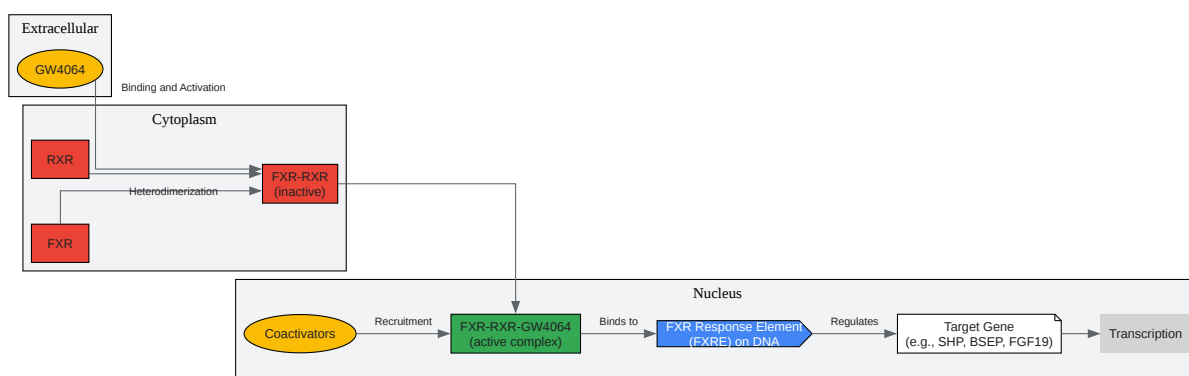 Extracellular
GW4064
Binding and Activation
Cytoplasm
RXR
FXR-RXR
(inactive)
Heterodimerization
FXR
Nucleus
Coactivators
Recruitment
FXR-RXR-GW4064
(active complex)
Binds to
FXR Response Element
(FXRE) on DNA
Regulates
Target Gene
(e.g., SHP, BSEP, FGF19)
Transcription